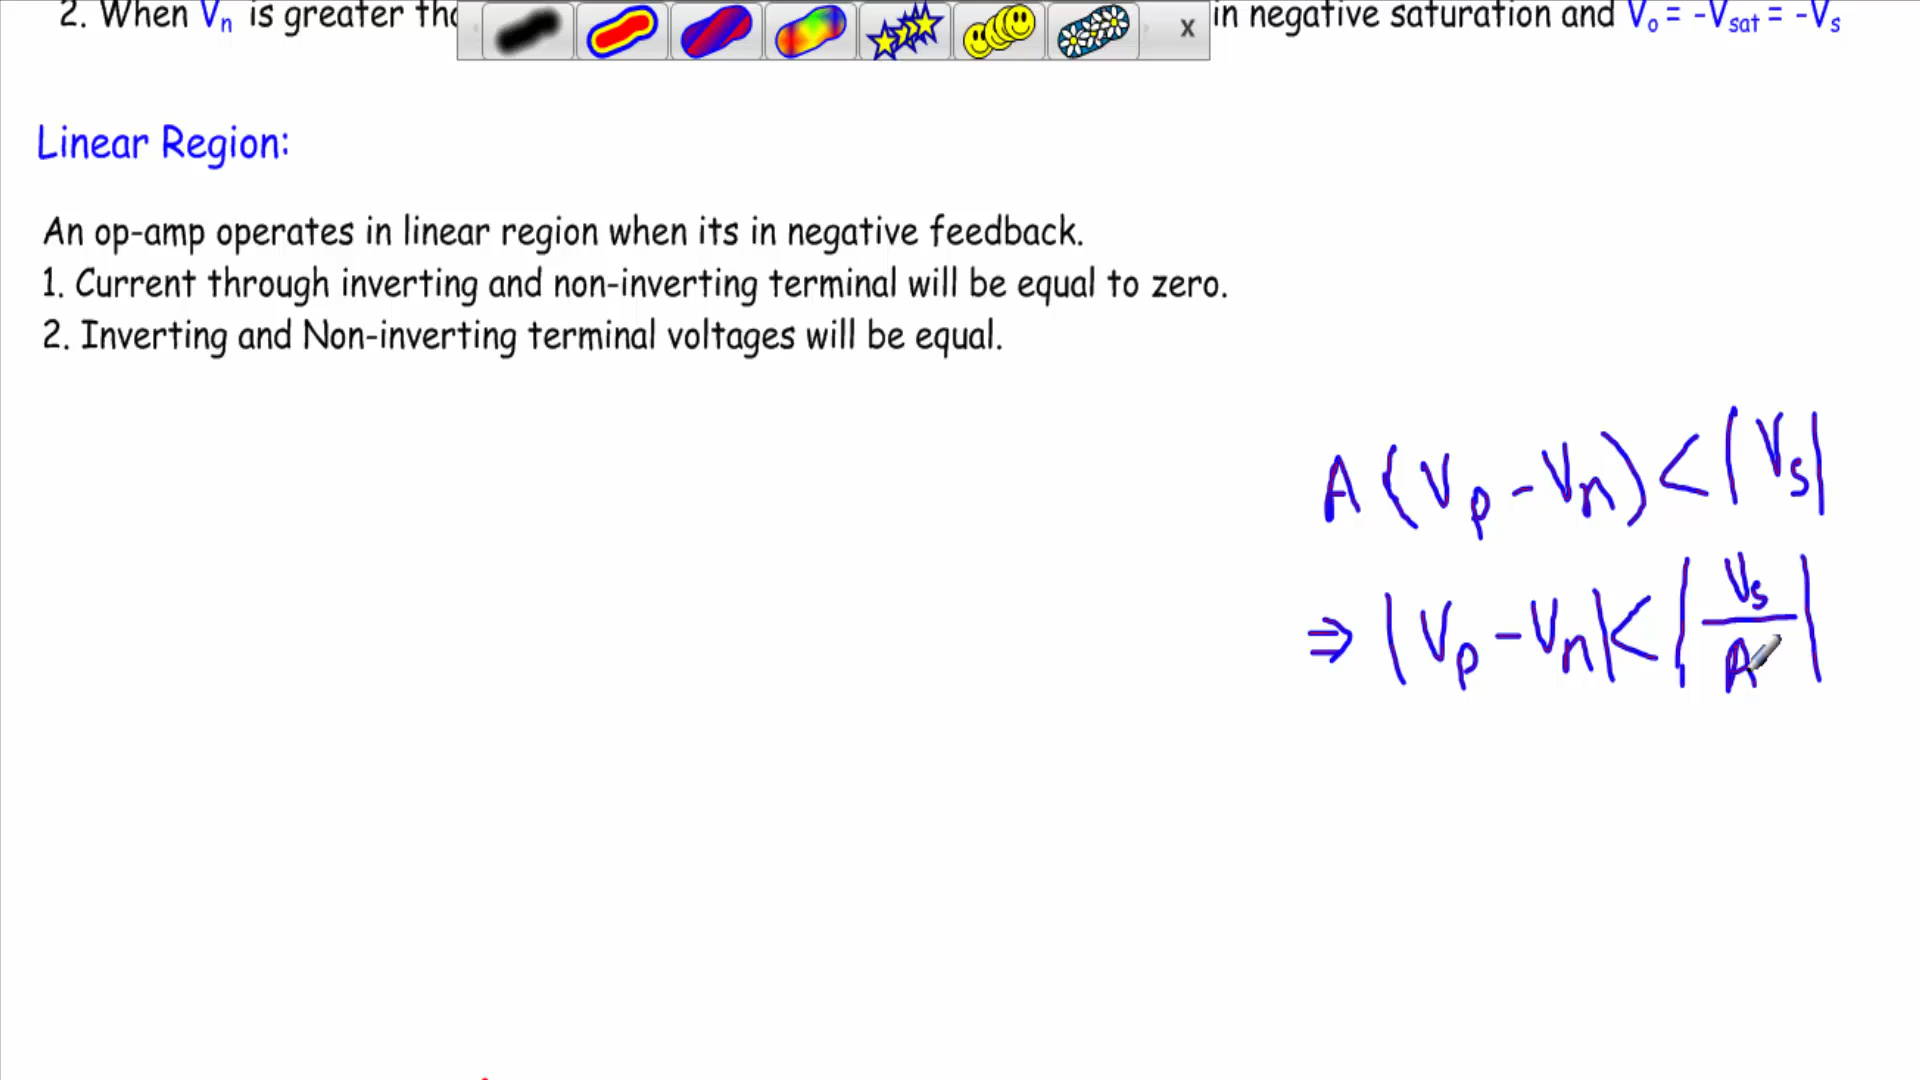 2. When Vn is greater in negative saturation and Vo = -Vsat = -Vs
x
Linear Region:
An op-amp operates in linear region when its in negative feedback.
1. Current through inverting and non-inverting terminal will be equal to zero.
2. Inverting and Non-inverting terminal voltages will be equal.
A(Vp-Vn)<|Vs|
⇒ |Vp-Vn|<|Vs/A|